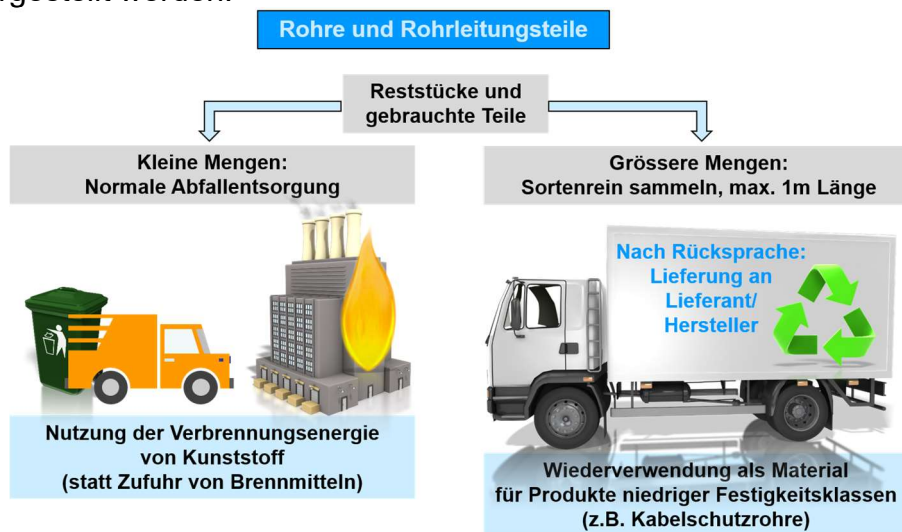 Rohre und Rohrleitungsteile
Reststücke und
gebrauchte Teile
Kleine Mengen:
Normale Abfallentsorgung
Grössere Mengen:
Sortenrein sammeln, max. 1m Länge
Nach Rücksprache:
Lieferung an
Lieferant/
Hersteller
Nutzung der Verbrennungsenergie
von Kunststoff
(statt Zufuhr von Brennmitteln)
Wiederverwendung als Material
für Produkte niedriger Festigkeitsklassen
(z.B. Kabelschutzrohre)